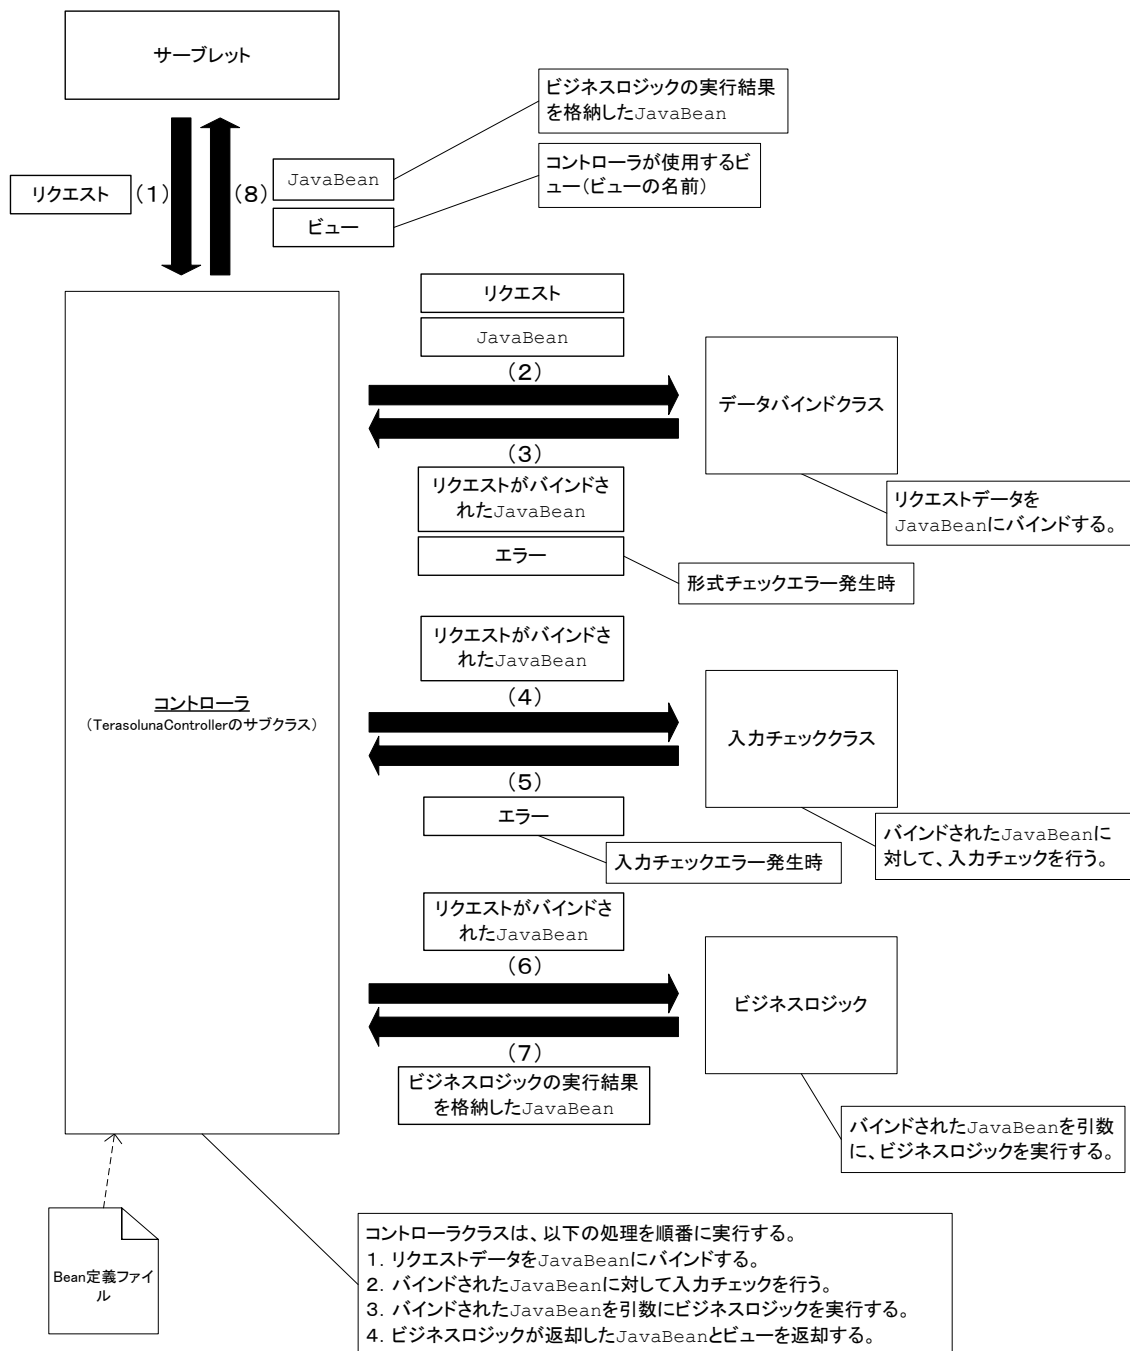 サーブレット
ビジネスロジックの実行結果
を格納したJavaBean
コントローラが使用するビ
ュー(ビューの名前)
リクエスト
(1)
(8)
JavaBean
ビュー
リクエスト
JavaBean
(2)
データバインドクラス
(3)
リクエストがバインドさ
れたJavaBean
リクエストデータを
JavaBeanにバインドする。
エラー
形式チェックエラー発生時
リクエストがバインドさ
れたJavaBean
コントローラ
(TerasolunaControllerのサブクラス)
(4)
入力チェッククラス
(5)
エラー
バインドされたJavaBeanに
対して、入力チェックを行う。
入力チェックエラー発生時
リクエストがバインドさ
れたJavaBean
(6)
ビジネスロジック
(7)
ビジネスロジックの実行結果
を格納したJavaBean
バインドされたJavaBeanを引数
に、ビジネスロジックを実行する。
Bean定義ファイ
ル
コントローラクラスは、以下の処理を順番に実行する。
1. リクエストデータをJavaBeanにバインドする。
2. バインドされたJavaBeanに対して入力チェックを行う。
3. バインドされたJavaBeanを引数にビジネスロジックを実行する。
4. ビジネスロジックが返却したJavaBeanとビューを返却する。